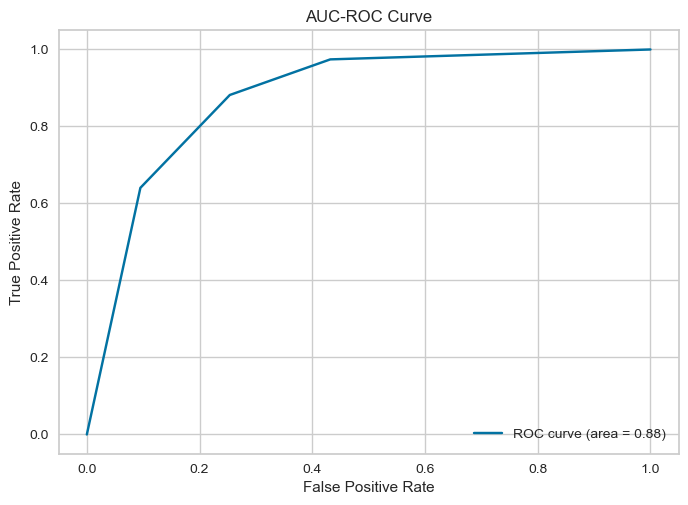 AUC-ROC Curve
1.0
0.8
0.6
0.4
0.2
0.0
True Positive Rate
ROC curve (area = 0.88)
0.0 0.2 0.4 0.6 0.8 1.0
False Positive Rate